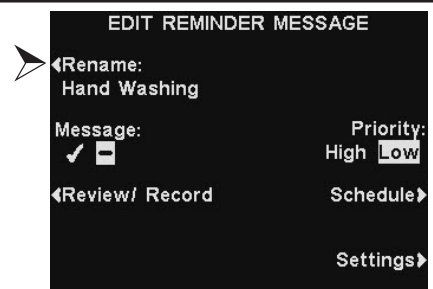 EDIT REMINDER MESSAGE
Rename:
Hand Washing
Message: Priority:
✓ – High Low
Review/ Record Schedule
Settings